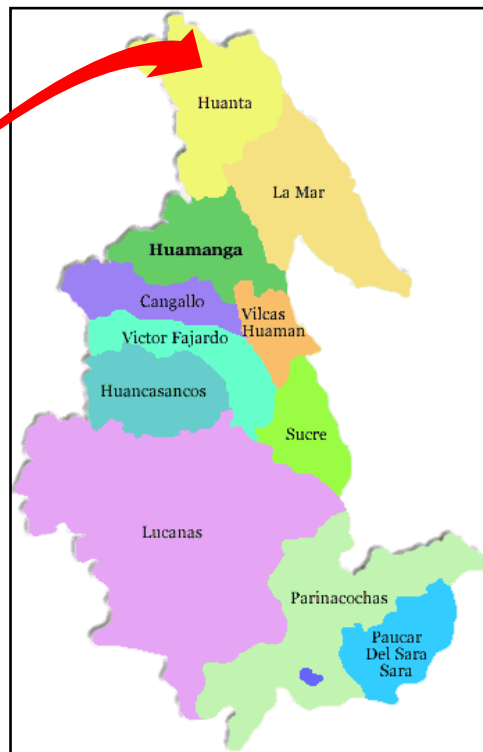 Huanta
La Mar
Huamanga
Cangallo
Vilcas
Huaman
Victor Fajardo
Huancasancos
Sucre
Lucanas
Parinacochas
Paucar
Del Sara
Sara